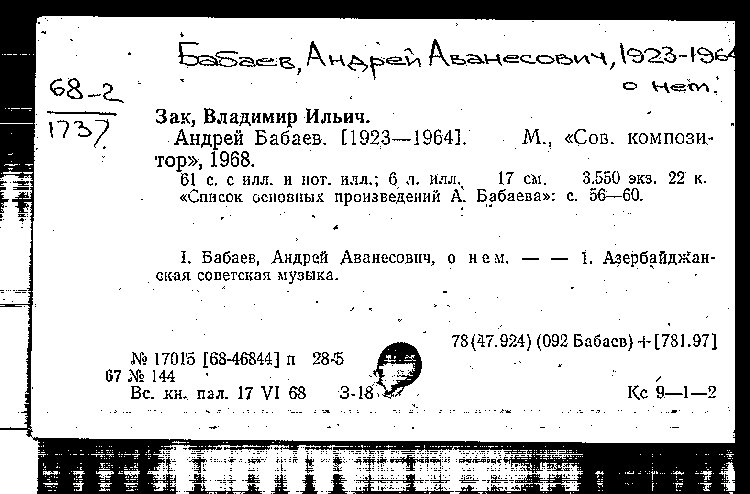 Бабаев, Андрей Аванесович, 1923-1964
о нем.
68-2
1737
Зак, Владимир Ильич.
Андрей Бабаев. [1923—1964]. М., «Сов. компози-
тор», 1968.
61 с. с илл. и нот. илл.; 6 л. илл. 17 см. 3.550 экз. 22 к.
«Список основных произведений А. Бабаева»: с. 56—60.
I. Бабаев, Андрей Аванесович, о нем. — — 1. Азербайджан-
ская советская музыка.
78(47.924) (092 Бабаев) + [781.97]
№ 17015 [68-46844] п 28-5
67 № 144
Вс. кн. пал. 17 VI 68 З-18 Кс 9—1—2